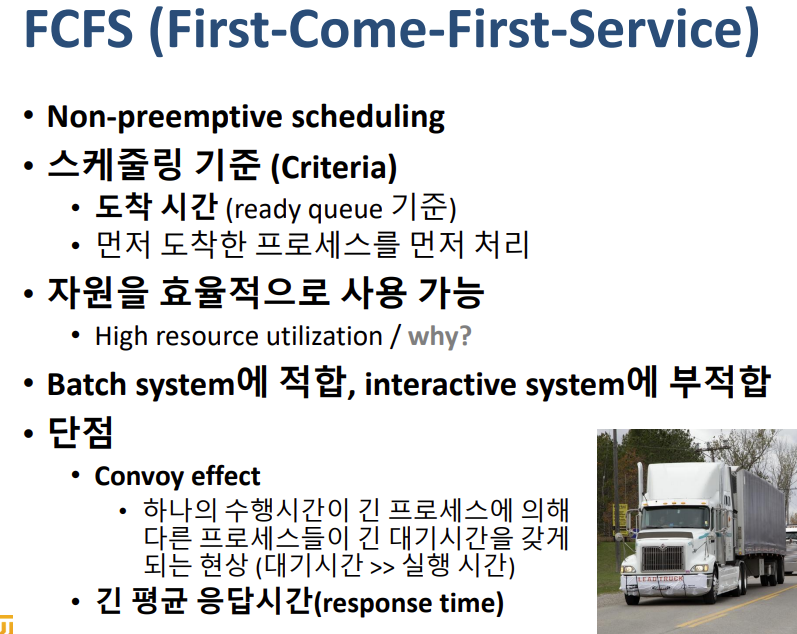 FCFS (First-Come-First-Service)
• Non-preemptive scheduling
• 스케줄링 기준 (Criteria)
• 도착 시간 (ready queue 기준)
• 먼저 도착한 프로세스를 먼저 처리
• 자원을 효율적으로 사용 가능
• High resource utilization / why?
• Batch system에 적합, interactive system에 부적합
• 단점
• Convoy effect
• 하나의 수행시간이 긴 프로세스에 의해
다른 프로세스들이 긴 대기시간을 갖게
되는 현상 (대기시간 >> 실행 시간)
• 긴 평균 응답시간(response time)
LEAD TRUCK